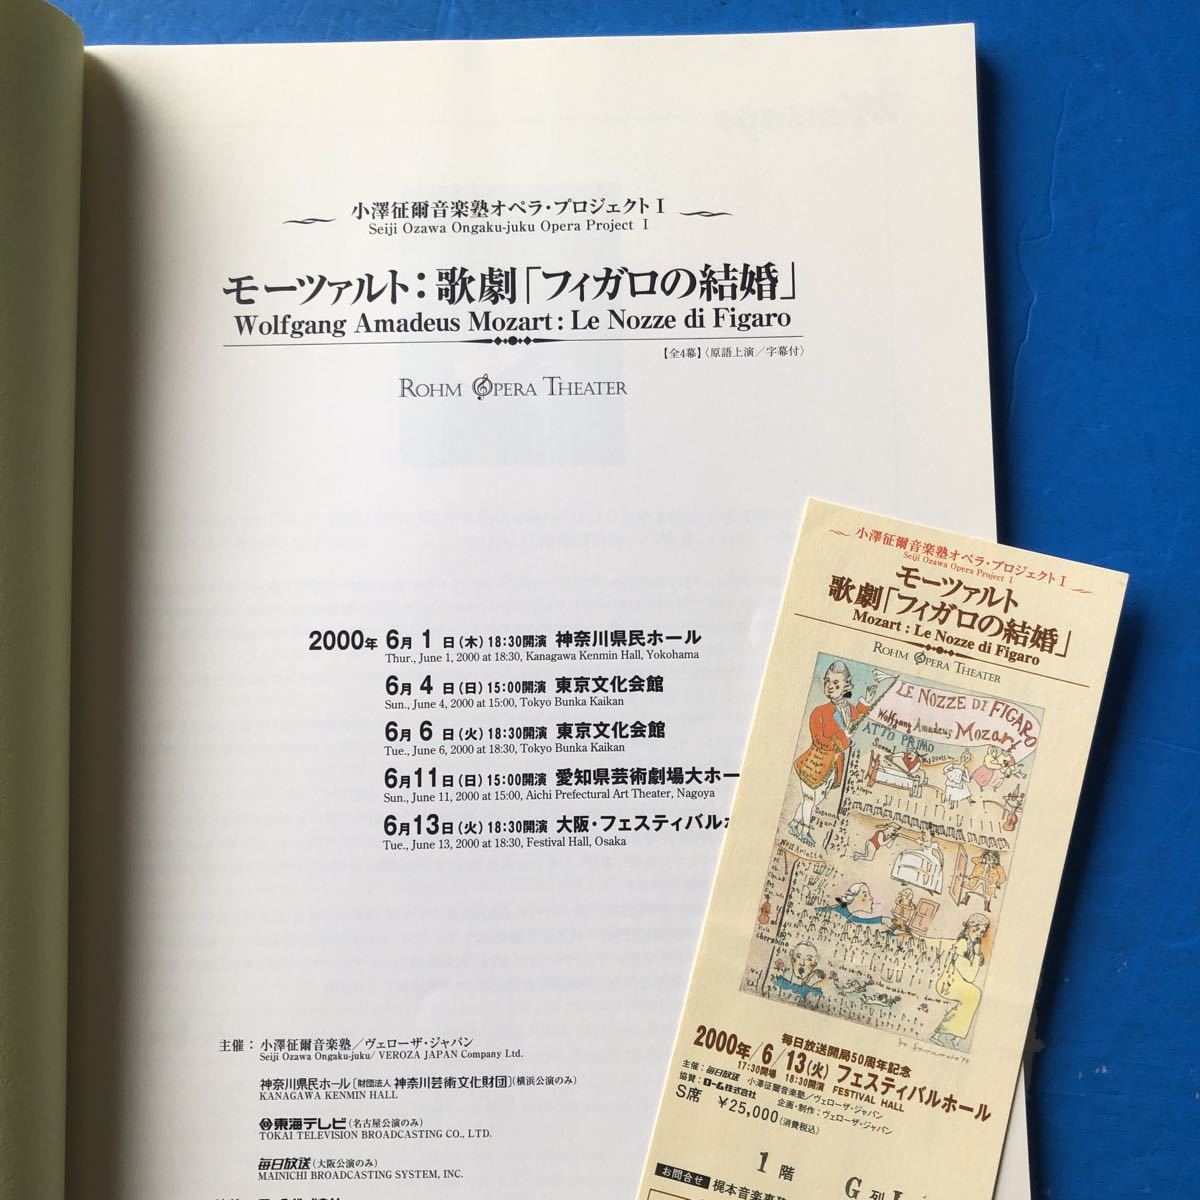 小澤征爾音楽塾オペラ・プロジェクトⅠ
Seiji Ozawa Ongaku-juku Opera Project Ⅰ
モーツァルト:歌劇「フィガロの結婚」
Wolfgang Amadeus Mozart: Le Nozze di Figaro
【全4幕】〈原語上演/字幕付〉
ROHM OPERA THEATER
2000年 6月 1日(木)18:30開演 神奈川県民ホール
Thur., June 1, 2000 at 18:30, Kanagawa Kenmin Hall, Yokohama
6月 4日(日)15:00開演 東京文化会館
Sun., June 4, 2000 at 15:00, Tokyo Bunka Kaikan
6月 6日(火)18:30開演 東京文化会館
Tue., June 6, 2000 at 18:30, Tokyo Bunka Kaikan
6月11日(日)15:00開演 愛知県芸術劇場大ホー
Sun., June 11, 2000 at 15:00, Aichi Prefectural Art Theater, Nagoya
6月13日(火)18:30開演 大阪・フェスティバルホ
Tue., June 13, 2000 at 18:30, Festival Hall, Osaka
主催:小澤征爾音楽塾/ヴェローザ・ジャパン
Seiji Ozawa Ongaku-juku/ VEROZA JAPAN Company Ltd.
神奈川県民ホール[財団法人 神奈川芸術文化財団](横浜公演のみ)
KANAGAWA KENMIN HALL
東海テレビ(名古屋公演のみ)
TOKAI TELEVISION BROADCASTING CO., LTD.
毎日放送(大阪公演のみ)
MAINICHI BROADCASTING SYSTEM, INC.
小澤征爾音楽塾オペラ・プロジェクトⅠ
Seiji Ozawa Opera Project Ⅰ
モーツァルト
歌劇「フィガロの結婚」
Mozart: Le Nozze di Figaro
ROHM OPERA THEATER
LE NOZZE DI FIGARO
Wolfgang Amadeus Mozart
ATTO PRIMO
毎日放送開局50周年記念
2000年/6/13(火) フェスティバルホール
17:30開場 18:30開演 FESTIVAL HALL
主催:毎日放送 小澤征爾音楽塾/ヴェローザ・ジャパン
協賛:ローム株式会社 企画・制作:ヴェローザ・ジャパン
S席 ¥25,000(消費税込)
1階
G列
お問合せ 梶本音楽事務